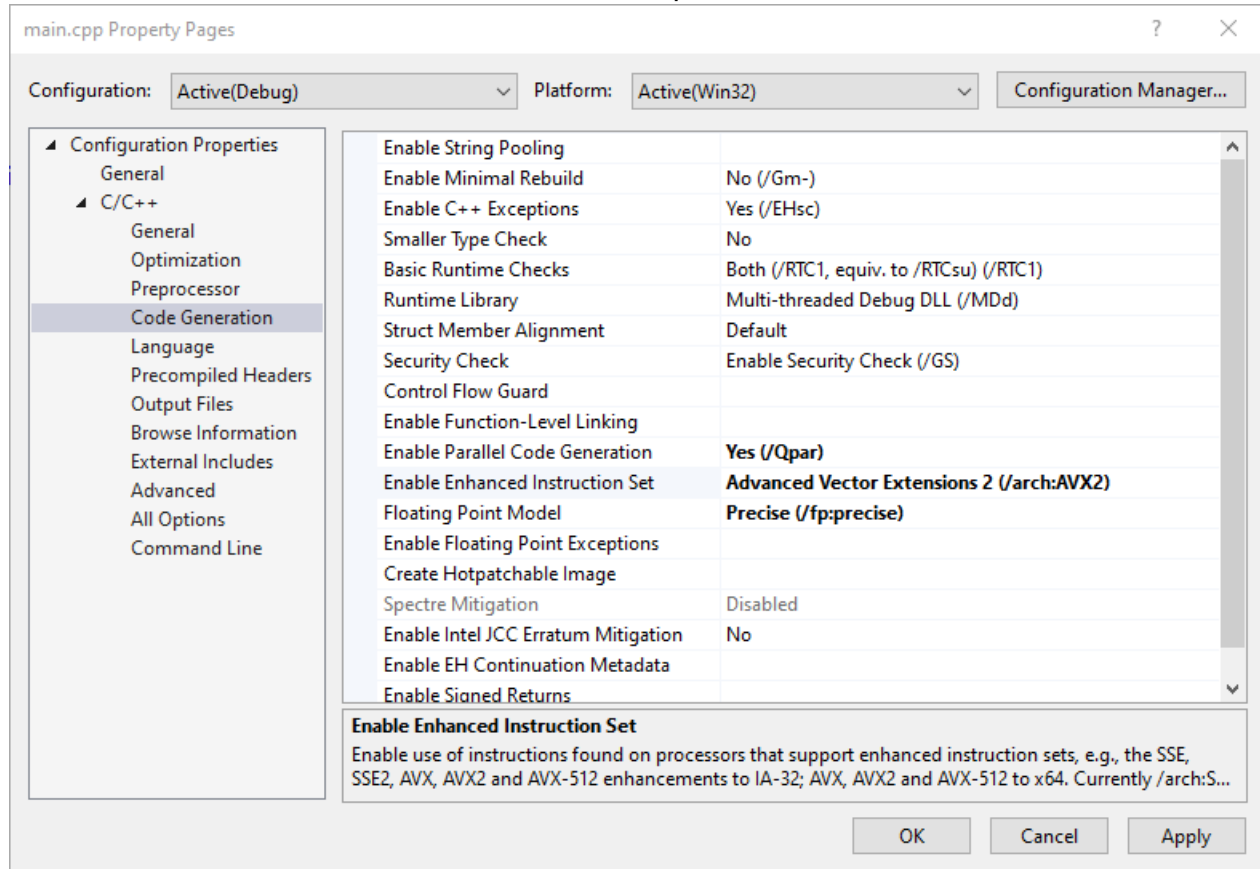 main.cpp Property Pages
? ×
Configuration: Active(Debug) Platform: Active(Win32) Configuration Manager...
Configuration Properties
General
C/C++
General
Optimization
Preprocessor
Code Generation
Language
Precompiled Headers
Output Files
Browse Information
External Includes
Advanced
All Options
Command Line
Enable String Pooling
Enable Minimal Rebuild No (/Gm-)
Enable C++ Exceptions Yes (/EHsc)
Smaller Type Check No
Basic Runtime Checks Both (/RTC1, equiv. to /RTCsu) (/RTC1)
Runtime Library Multi-threaded Debug DLL (/MDd)
Struct Member Alignment Default
Security Check Enable Security Check (/GS)
Control Flow Guard
Enable Function-Level Linking
Enable Parallel Code Generation Yes (/Qpar)
Enable Enhanced Instruction Set Advanced Vector Extensions 2 (/arch:AVX2)
Floating Point Model Precise (/fp:precise)
Enable Floating Point Exceptions
Create Hotpatchable Image
Spectre Mitigation Disabled
Enable Intel JCC Erratum Mitigation No
Enable EH Continuation Metadata
Enable Signed Returns
Enable Enhanced Instruction Set
Enable use of instructions found on processors that support enhanced instruction sets, e.g., the SSE,
SSE2, AVX, AVX2 and AVX-512 enhancements to IA-32; AVX, AVX2 and AVX-512 to x64. Currently /arch:S...
OK Cancel Apply